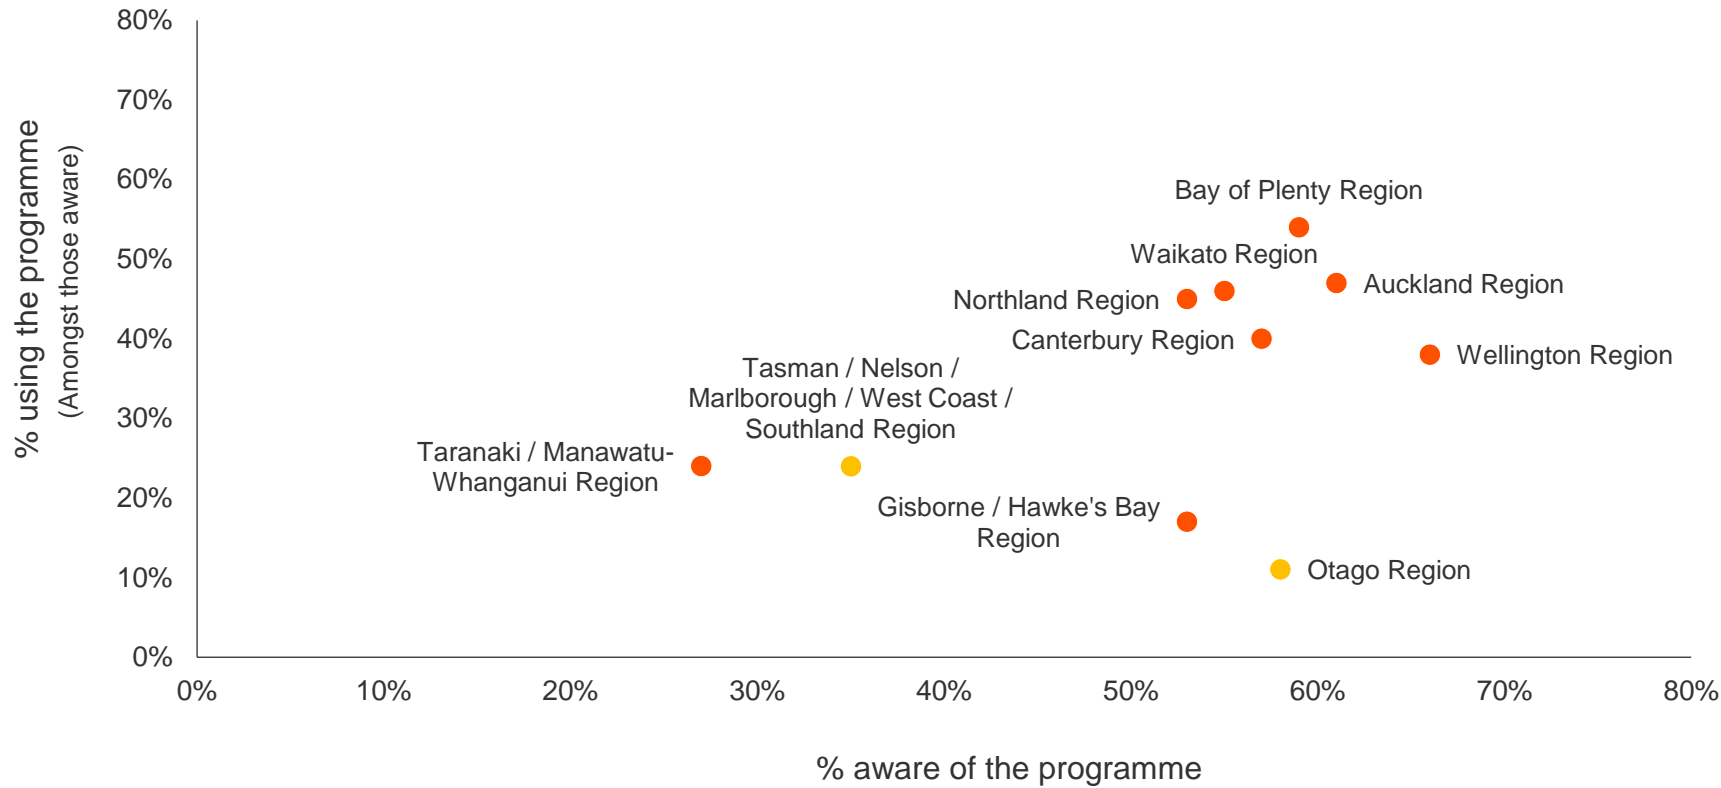 80%
70%
60%
50%
40%
30%
20%
10%
0%
% using the programme
(Amongst those aware)
Bay of Plenty Region
Waikato Region
Auckland Region
Northland Region
Canterbury Region
Wellington Region
Tasman / Nelson /
Marlborough / West Coast /
Southland Region
Taranaki / Manawatu-
Whanganui Region
Gisborne / Hawke's Bay
Region
Otago Region
0%
10%
20%
30%
40%
50%
60%
70%
80%
% aware of the programme